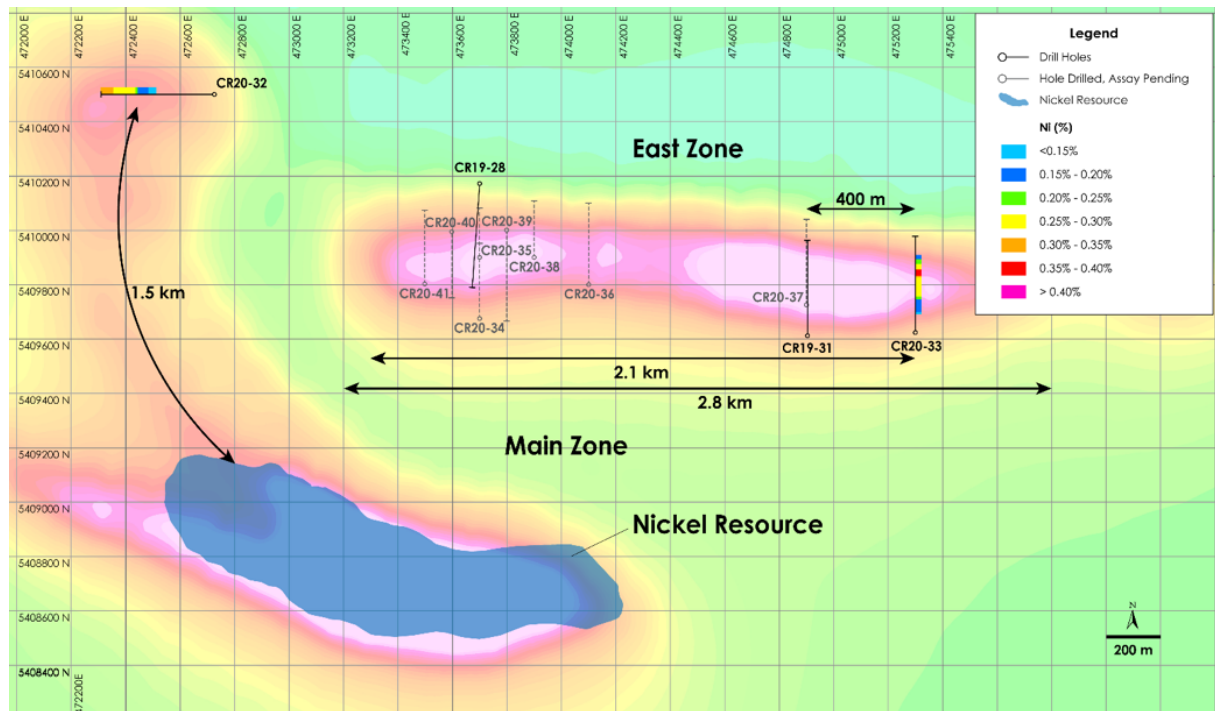 472000 E
472200 E
472400 E
472600 E
472800 E
473000 E
473200 E
473400 E
473600 E
473800 E
474000 E
474200 E
474400 E
474600 E
474800 E
475000 E
475200 E
475400 E
Legend
Drill Holes
Hole Drilled, Assay Pending
Nickel Resource
Ni (%)
<0.15%
0.15% - 0.20%
0.20% - 0.25%
0.25% - 0.30%
0.30% - 0.35%
0.35% - 0.40%
> 0.40%
5410600 N
CR20-32
5410400 N
East Zone
CR19-28
5410200 N
400 m
CR20-40
CR20-39
5410000 N
CR20-35
CR20-38
1.5 km
5409800 N
CR20-41
CR20-36
CR20-37
CR20-34
CR19-31
CR20-33
5409600 N
2.1 km
2.8 km
5409400 N
Main Zone
5409200 N
5409000 N
Nickel Resource
5408800 N
5408600 N
N
200 m
5408400 N
472200E